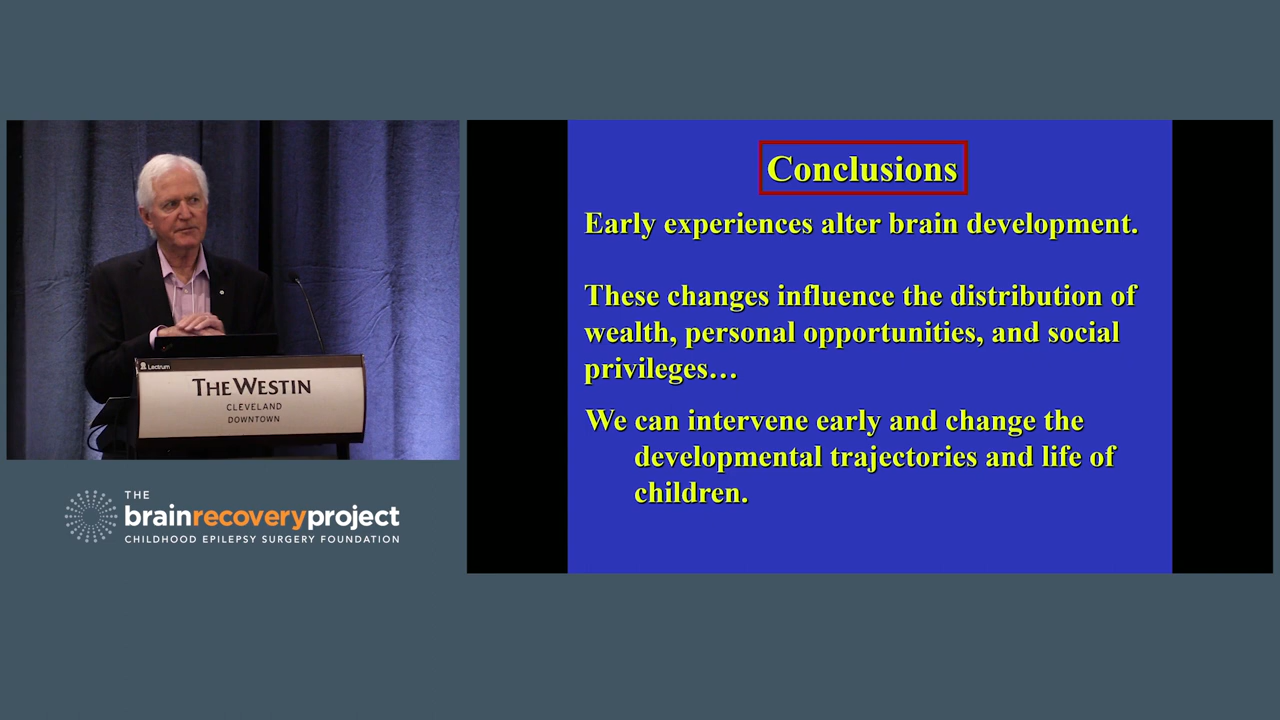 Lectrum
THE WESTIN
CLEVELAND
DOWNTOWN
THE
brainrecoveryproject
CHILDHOOD EPILEPSY SURGERY FOUNDATION
Conclusions
Early experiences alter brain development.
These changes influence the distribution of
wealth, personal opportunities, and social
privileges…
We can intervene early and change the
developmental trajectories and life of
children.